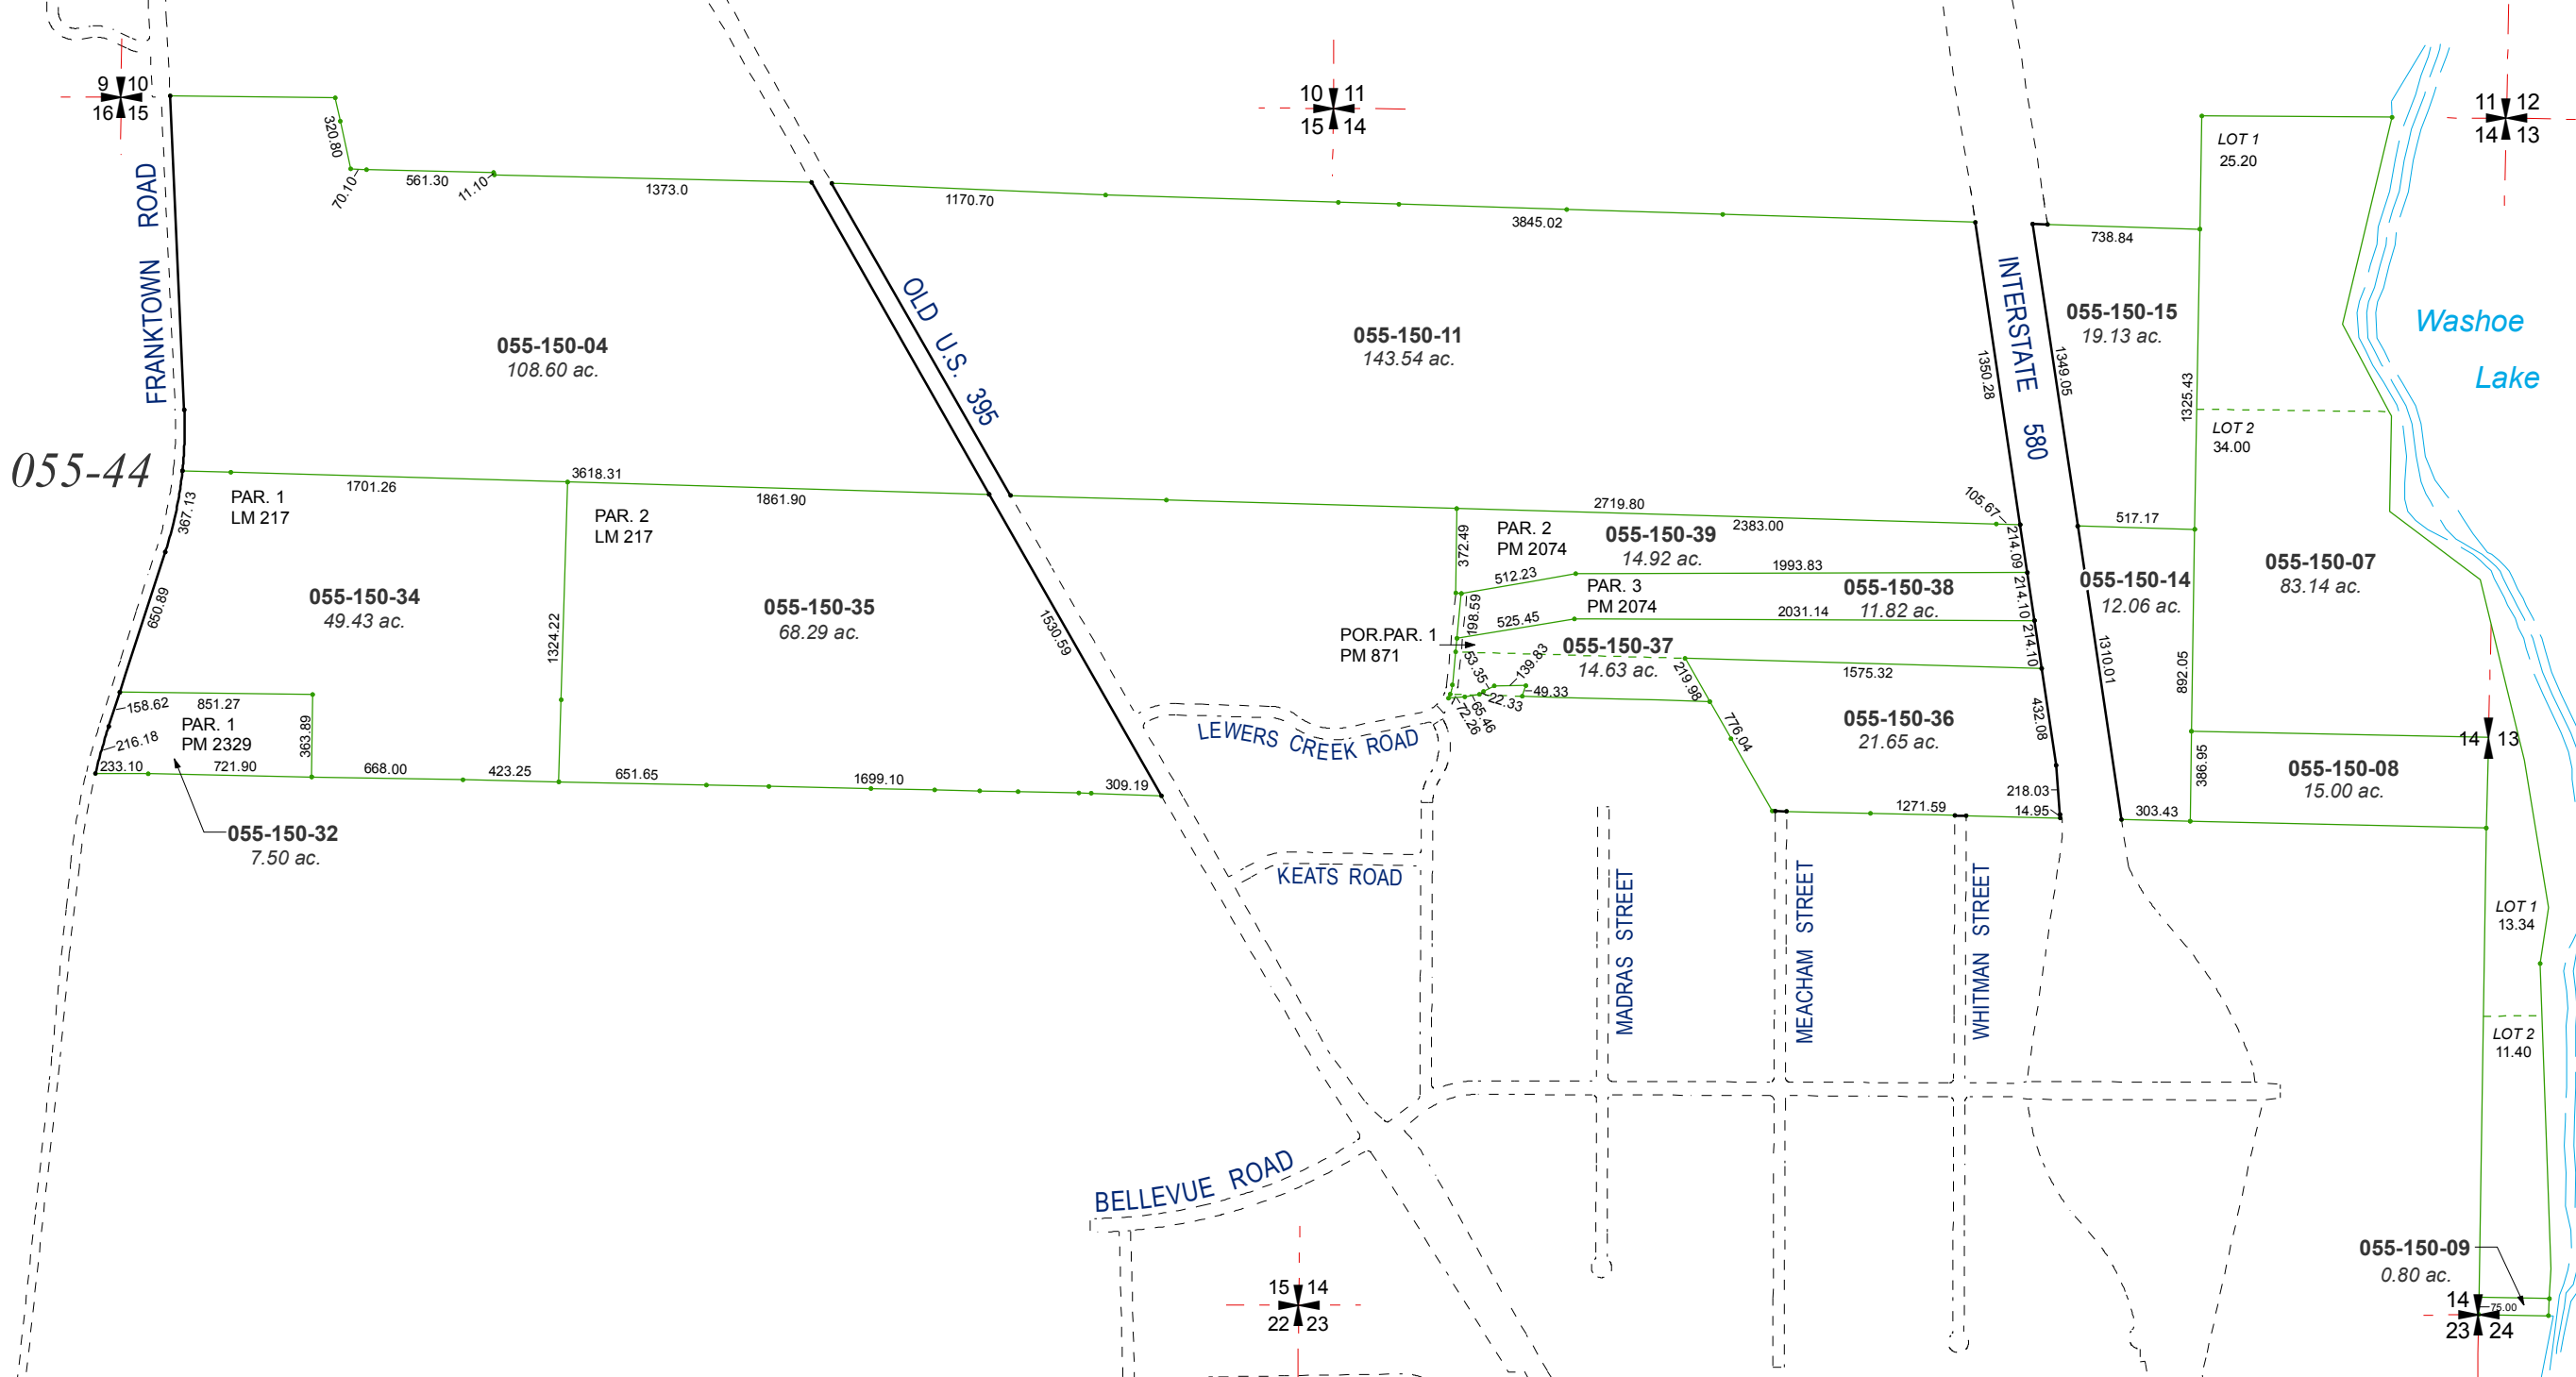 9 10
16 15
10 11
15 14
11 12
14 13
LOT 1
25.20
320.80
70.10
561.30
11.10
1373.0
1170.70
3845.02
738.84
FRANKTOWN ROAD
OLD U.S. 395
INTERSTATE 580
Washoe
Lake
055-150-04
108.60 ac.
055-150-11
143.54 ac.
055-150-15
19.13 ac.
1350.28
1349.05
1325.43
LOT 2
34.00
055-44
367.13
PAR. 1
LM 217
1701.26
3618.31
1861.90
PAR. 2
LM 217
2719.80
2383.00
105.67
517.17
372.49
PAR. 2
PM 2074
055-150-39
14.92 ac.
214.09
512.23
1993.83
055-150-14
12.06 ac.
055-150-07
83.14 ac.
650.89
055-150-34
49.43 ac.
1324.22
055-150-35
68.29 ac.
1530.59
198.59
PAR. 3
PM 2074
055-150-38
11.82 ac.
214.10
525.45
2031.14
POR.PAR. 1
PM 871
055-150-37
14.63 ac.
214.10
1310.01
53.35
139.83
219.98
1575.32
892.05
158.62
851.27
PAR. 1
PM 2329
363.89
216.18
72.26
65.46
22.33
49.33
776.04
055-150-36
21.65 ac.
432.08
14 13
LEWERS CREEK ROAD
233.10
721.90
668.00
423.25
651.65
1699.10
309.19
218.03
14.95
1271.59
303.43
386.95
055-150-08
15.00 ac.
055-150-32
7.50 ac.
KEATS ROAD
MADRAS STREET
MEACHAM STREET
WHITMAN STREET
LOT 1
13.34
LOT 2
11.40
BELLEVUE ROAD
055-150-09
0.80 ac.
15 14
22 23
14
75.00
23 24